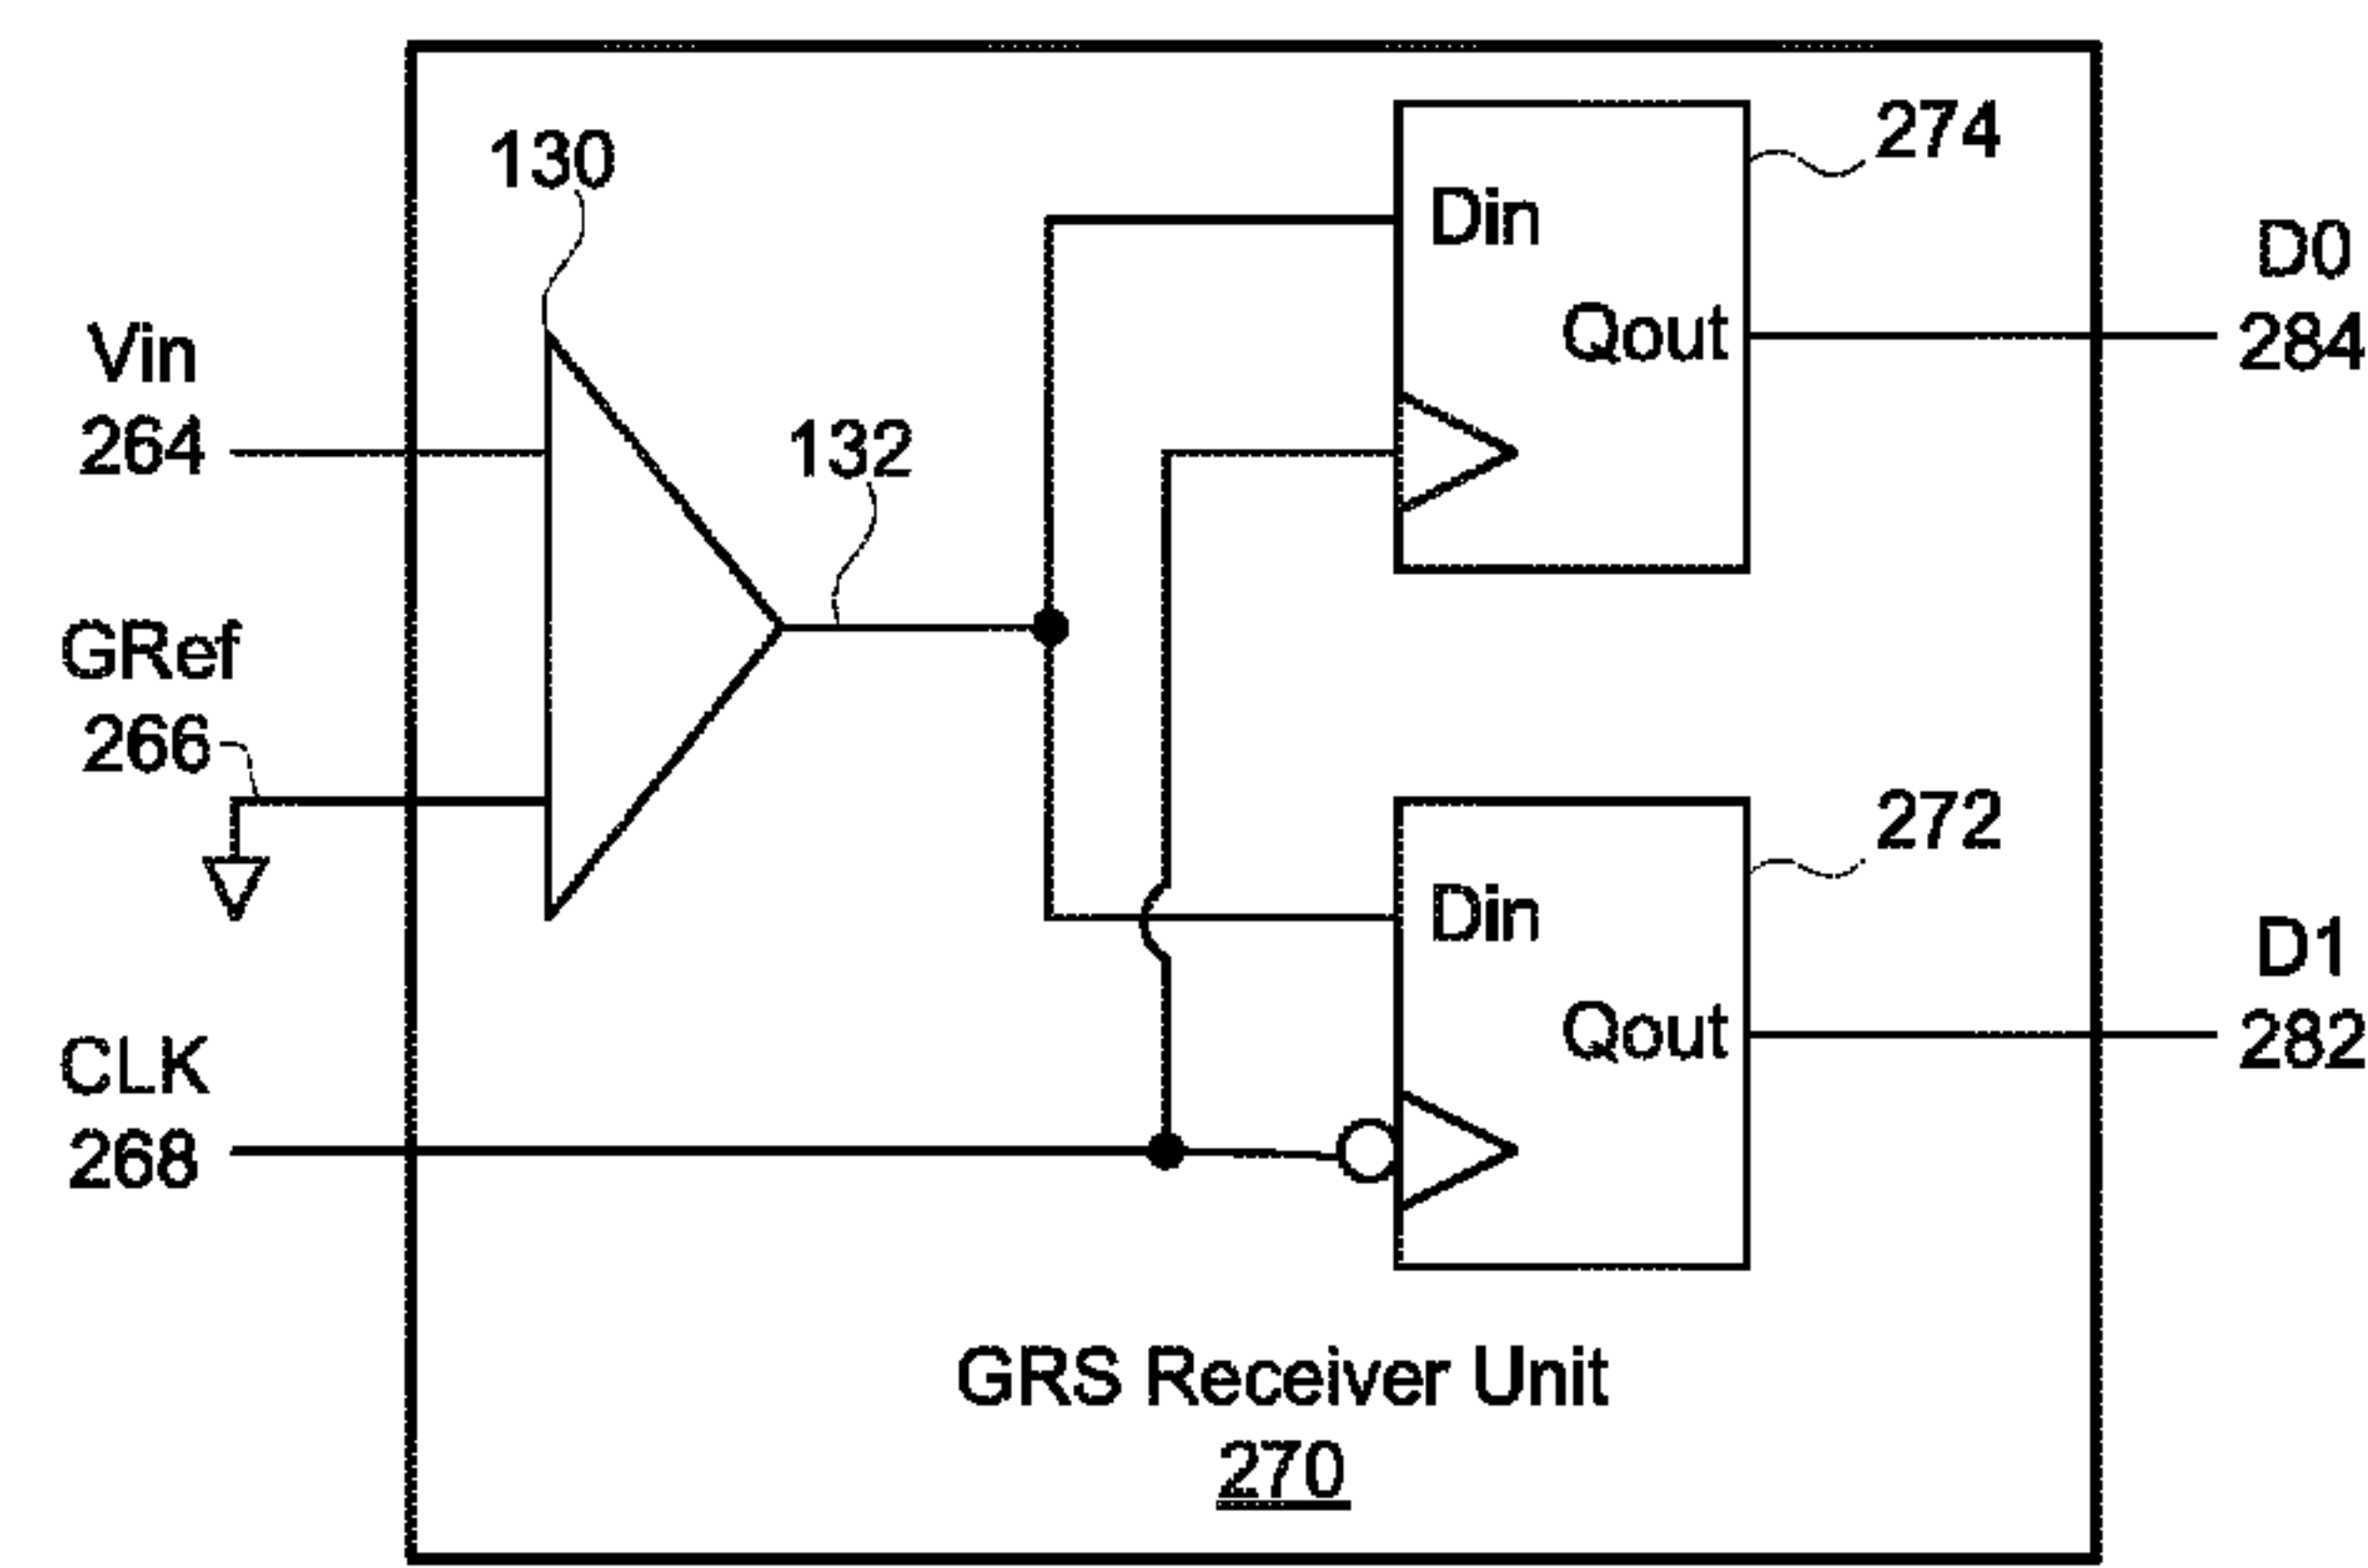 130
274
Din
Qout
D0
284
Vin
264
132
GRef
266
272
Din
Qout
D1
282
CLK
268
GRS Receiver Unit
270